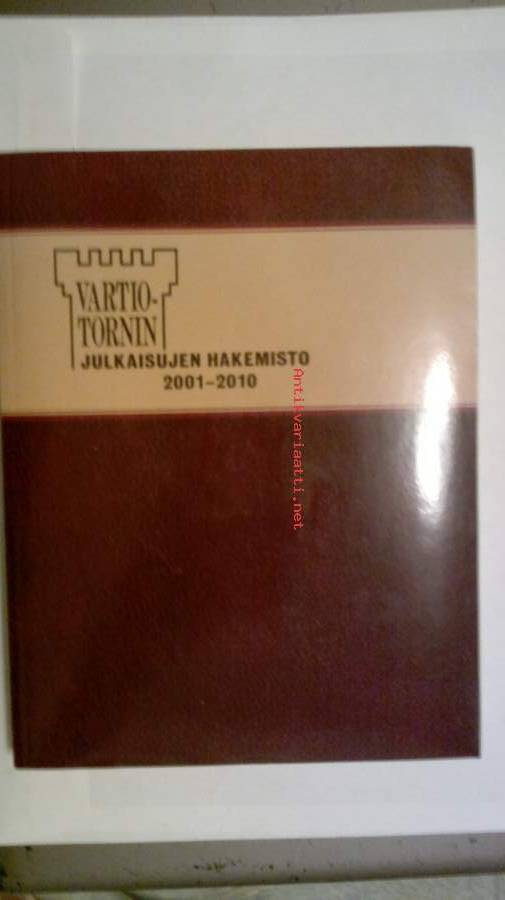 VARTIO-
TORNIN
JULKAISUJEN HAKEMISTO
2001–2010
Antikvariaatti.net